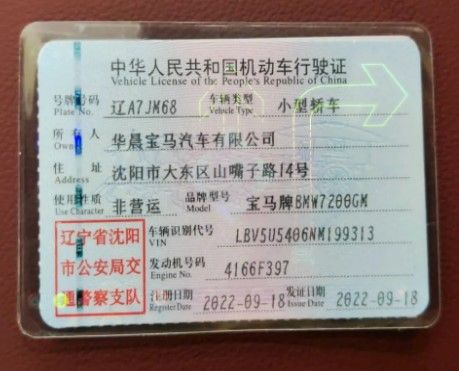 中华人民共和国机动车行驶证
Vehicle License of the People's Republic of China
号牌号码 辽A7JM68 车辆类型 小型轿车
Plate No. Vehicle Type
所有人 华晨宝马汽车有限公司
Owner
住址 沈阳市大东区山嘴子路14号
Address
使用性质 非营运 品牌型号 宝马牌BMW7200GM
Use Character Model
辽宁省沈阳
市公安局交
通警察支队
车辆识别代号 LBV5U5406NM199313
VIN
发动机号码 4166F397
Engine No.
注册日期 2022-09-18 发证日期 2022-09-18
Register Date Issue Date